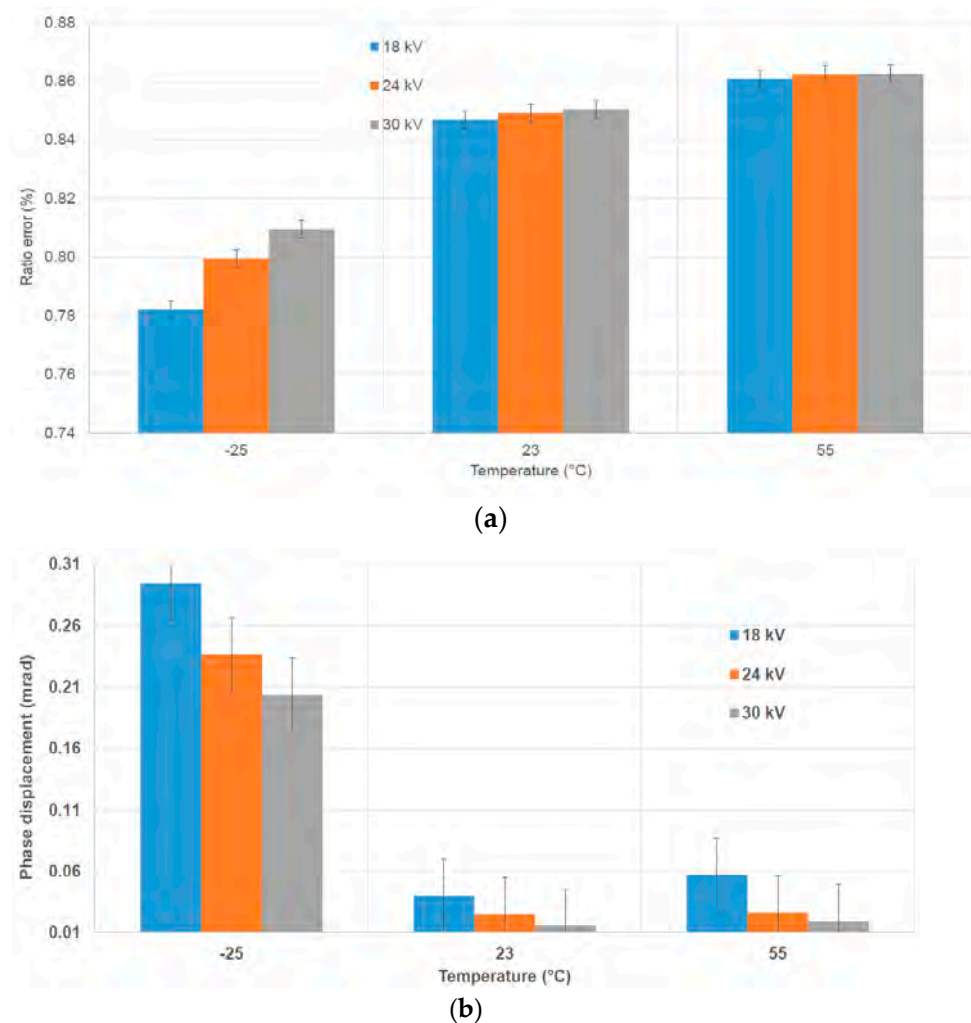 0.88
18 kV
0.86
24 kV
0.84
30 kV
0.82
Ratio error (%)
0.80
0.78
0.76
0.74
-25 23 55
Temperature (°C)
(a)
0.31
0.26
18 kV
0.21
24 kV
30 kV
Phase displacement (mrad)
0.16
0.11
0.06
0.01
-25 23 55
Temperature (°C)
(b)